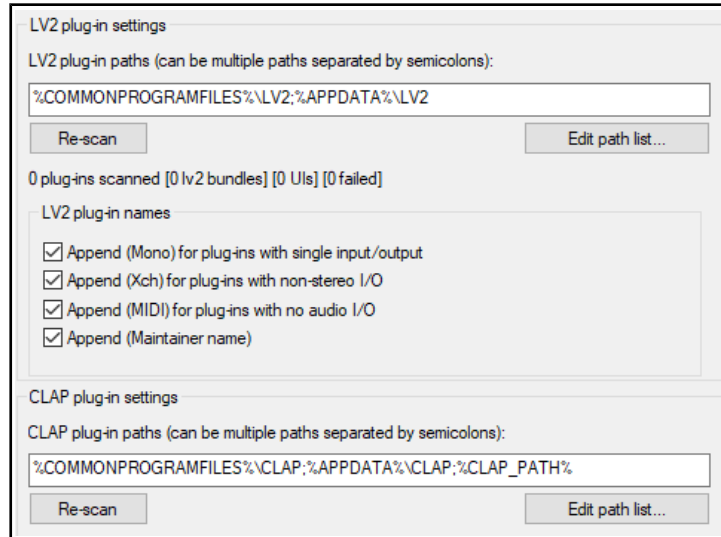 LV2 plug-in settings
LV2 plug-in paths (can be multiple paths separated by semicolons):
%COMMONPROGRAMFILES%\LV2;%APPDATA%\LV2
Re-scan Edit path list...
0 plug-ins scanned [0 lv2 bundles] [0 UIs] [0 failed]
LV2 plug-in names
Append (Mono) for plug-ins with single input/output
Append (Xch) for plug-ins with non-stereo I/O
Append (MIDI) for plug-ins with no audio I/O
Append (Maintainer name)
CLAP plug-in settings
CLAP plug-in paths (can be multiple paths separated by semicolons):
%COMMONPROGRAMFILES%\CLAP;%APPDATA%\CLAP;%CLAP_PATH%
Re-scan Edit path list...